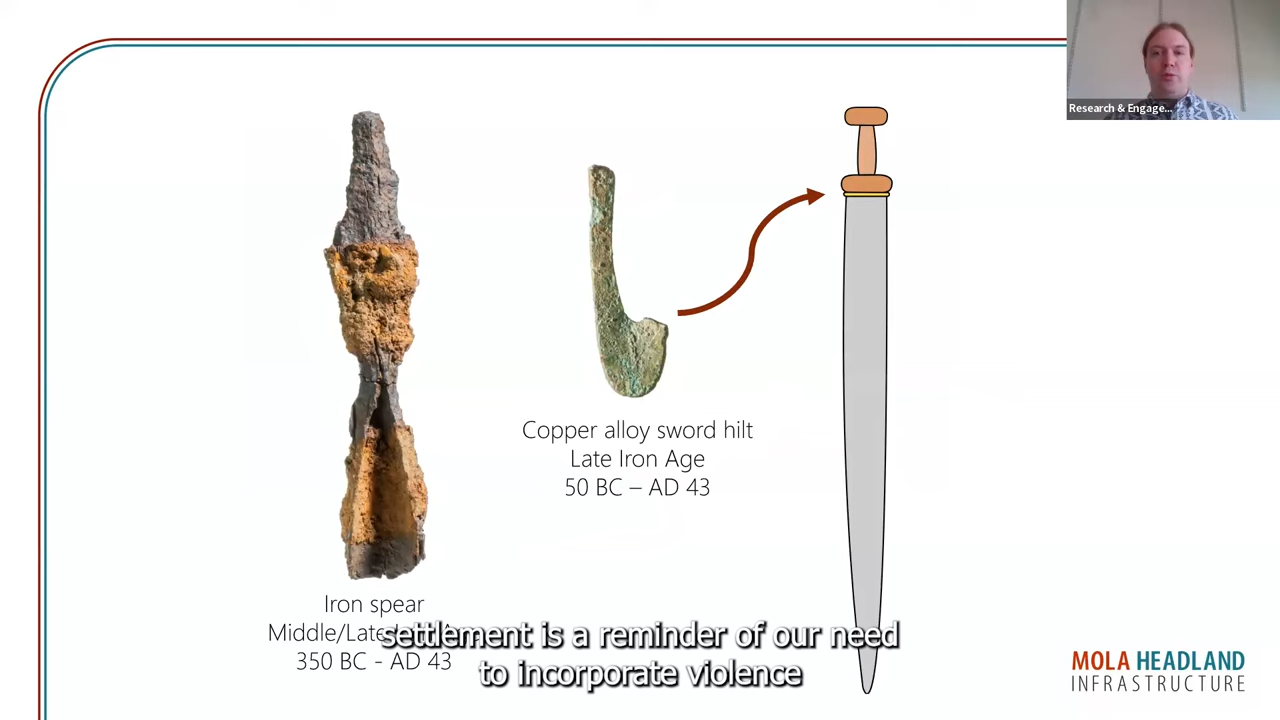 Research & Engage...
Copper alloy sword hilt
Late Iron Age
50 BC – AD 43
Iron spear
Middle/Late
350 BC - AD 43
settlement is a reminder of our need
to incorporate violence
MOLA HEADLAND
INFRASTRUCTURE